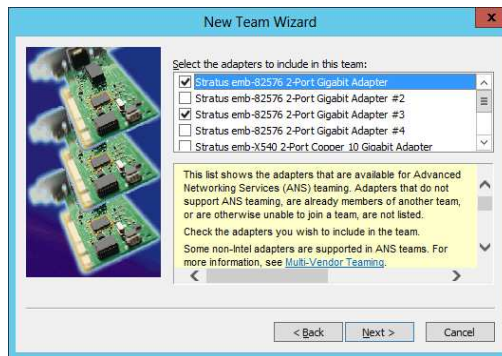 New Team Wizard
x
Select the adapters to include in this team:
Stratus emb-82576 2-Port Gigabit Adapter
Stratus emb-82576 2-Port Gigabit Adapter #2
Stratus emb-82576 2-Port Gigabit Adapter #3
Stratus emb-82576 2-Port Gigabit Adapter #4
Stratus emb-X540 2-Port Copper 10 Gigabit Adapter
This list shows the adapters that are available for Advanced
Networking Services (ANS) teaming. Adapters that do not
support ANS teaming, are already members of another team,
or are otherwise unable to join a team, are not listed.
Check the adapters you wish to include in the team.
Some non-Intel adapters are supported in ANS teams. For
more information, see Multi-Vendor Teaming.
< Back
Next >
Cancel